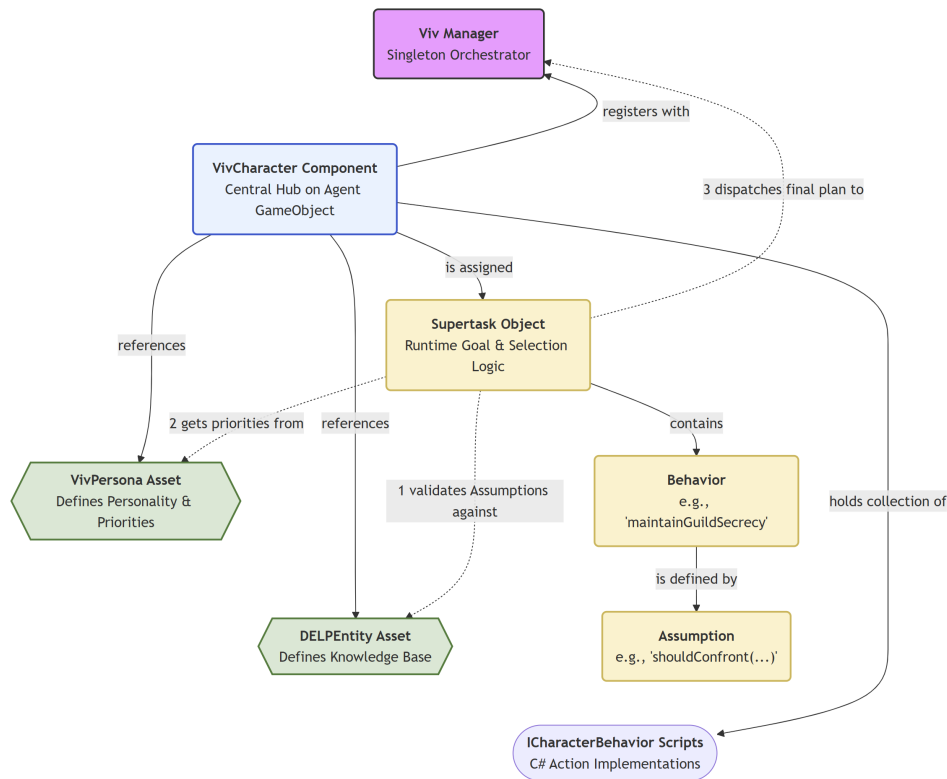 Viv Manager
Singleton Orchestrator
registers with
VivCharacter Component
Central Hub on Agent
GameObject
3 dispatches final plan to
is assigned
Supertask Object
Runtime Goal & Selection
Logic
references
2 gets priorities from
references
contains
VivPersona Asset
Defines Personality &
Priorities
1 validates Assumptions
against
Behavior
e.g.,
'maintainGuildSecrecy'
holds collection of
is defined by
DELPEntity Asset
Defines Knowledge Base
Assumption
e.g., 'shouldConfront(...)'
ICharacterBehavior Scripts
C# Action Implementations